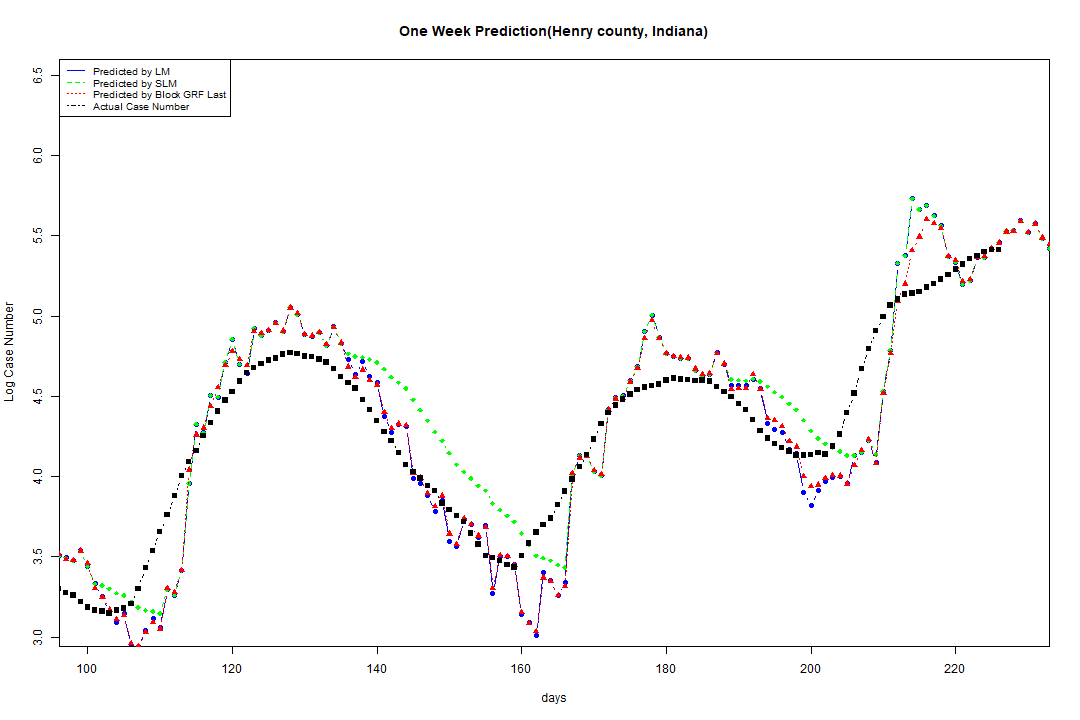 One Week Prediction(Henry county, Indiana)
Predicted by LM
Predicted by SLM
Predicted by Block GRF Last
Actual Case Number
6.5
6.0
5.5
5.0
4.5
4.0
3.5
3.0
Log Case Number
100 120 140 160 180 200 220
days